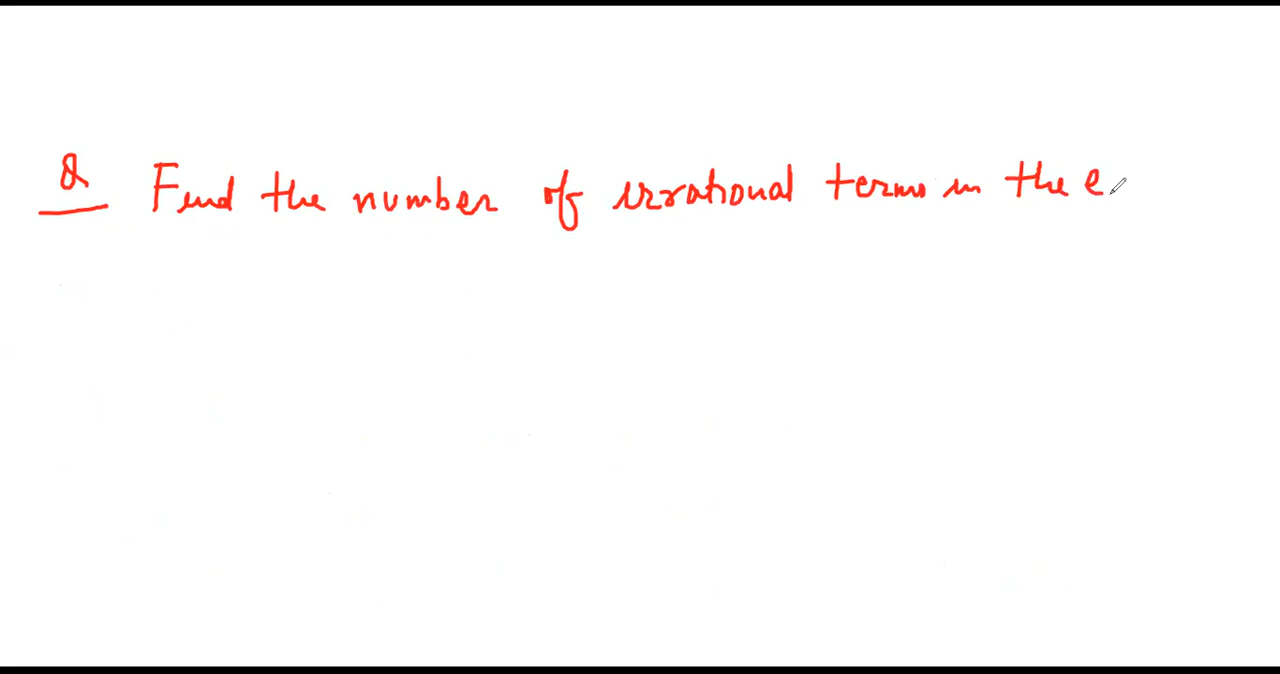 Q Find the number of irrational terms in the e